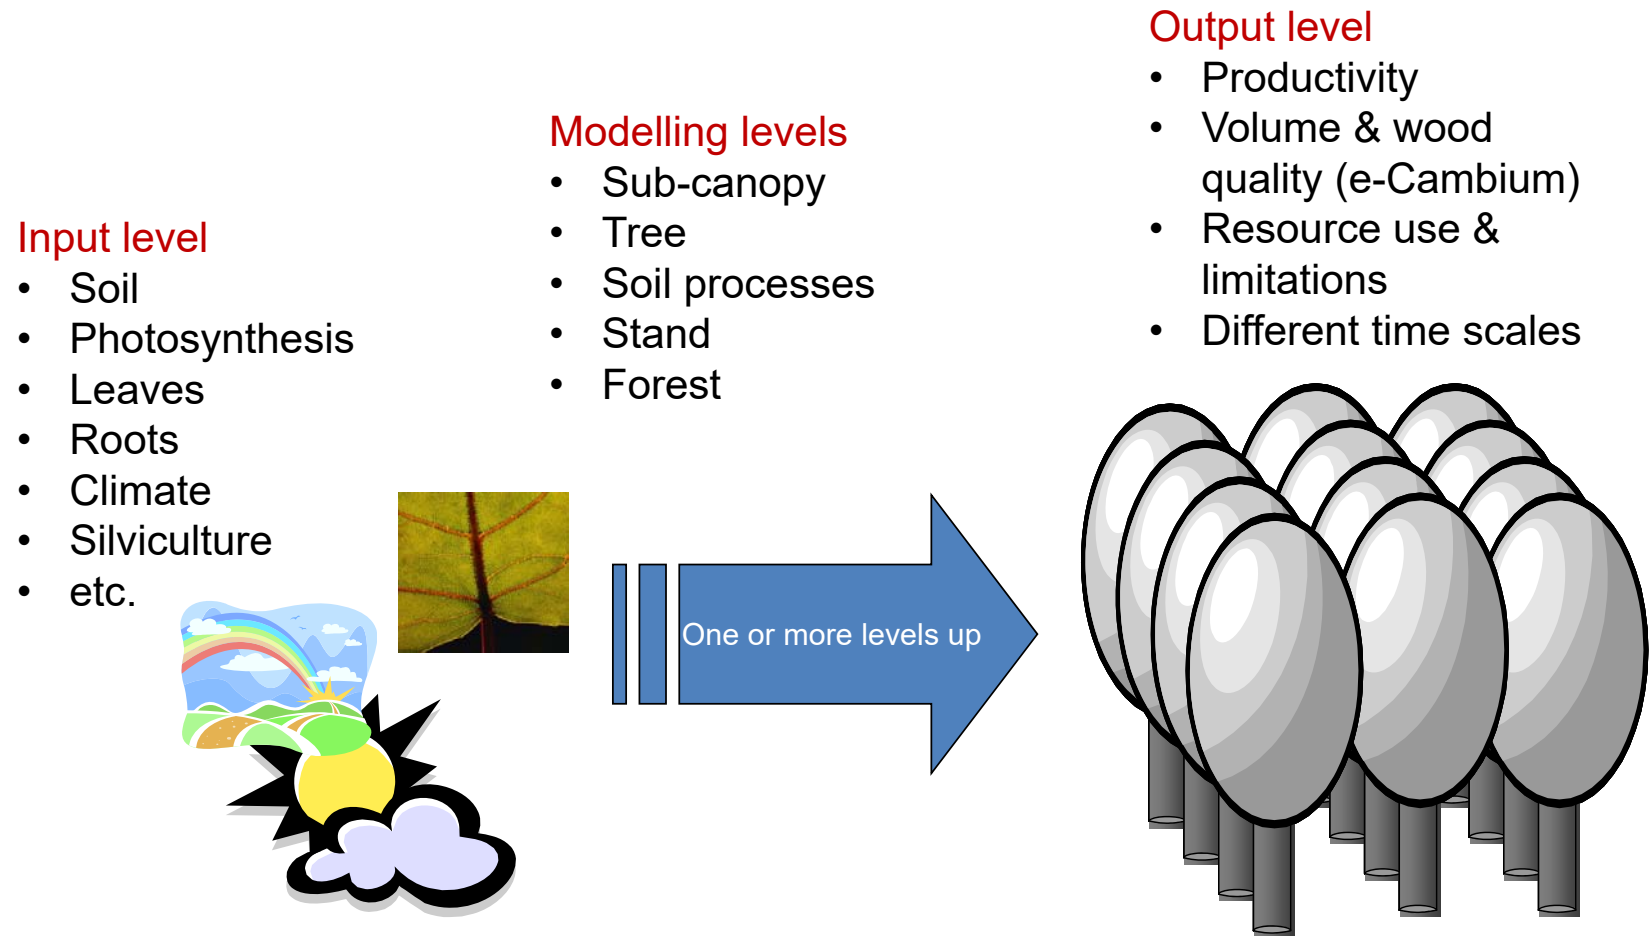 Input level
• Soil
• Photosynthesis
• Leaves
• Roots
• Climate
• Silviculture
• etc.
Modelling levels
• Sub-canopy
• Tree
• Soil processes
• Stand
• Forest
One or more levels up
Output level
• Productivity
• Volume & wood
quality (e-Cambium)
• Resource use &
limitations
• Different time scales